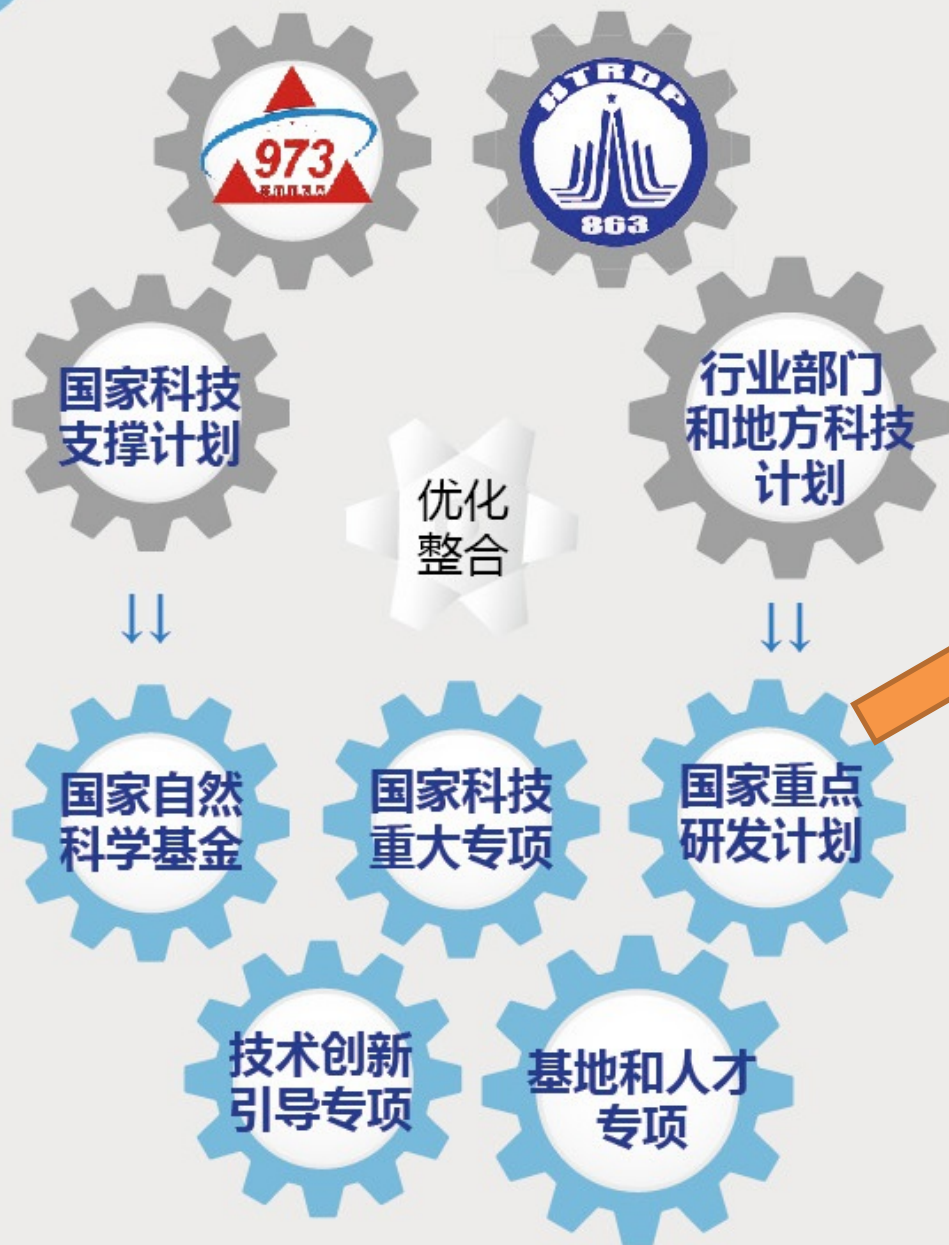 973
HTRDP
863
国家科技
支撑计划
行业部门
和地方科技
计划
优化
整合
↓↓
↓↓
国家自然
科学基金
国家科技
重大专项
国家重点
研发计划
技术创新
引导专项
基地和人才
专项